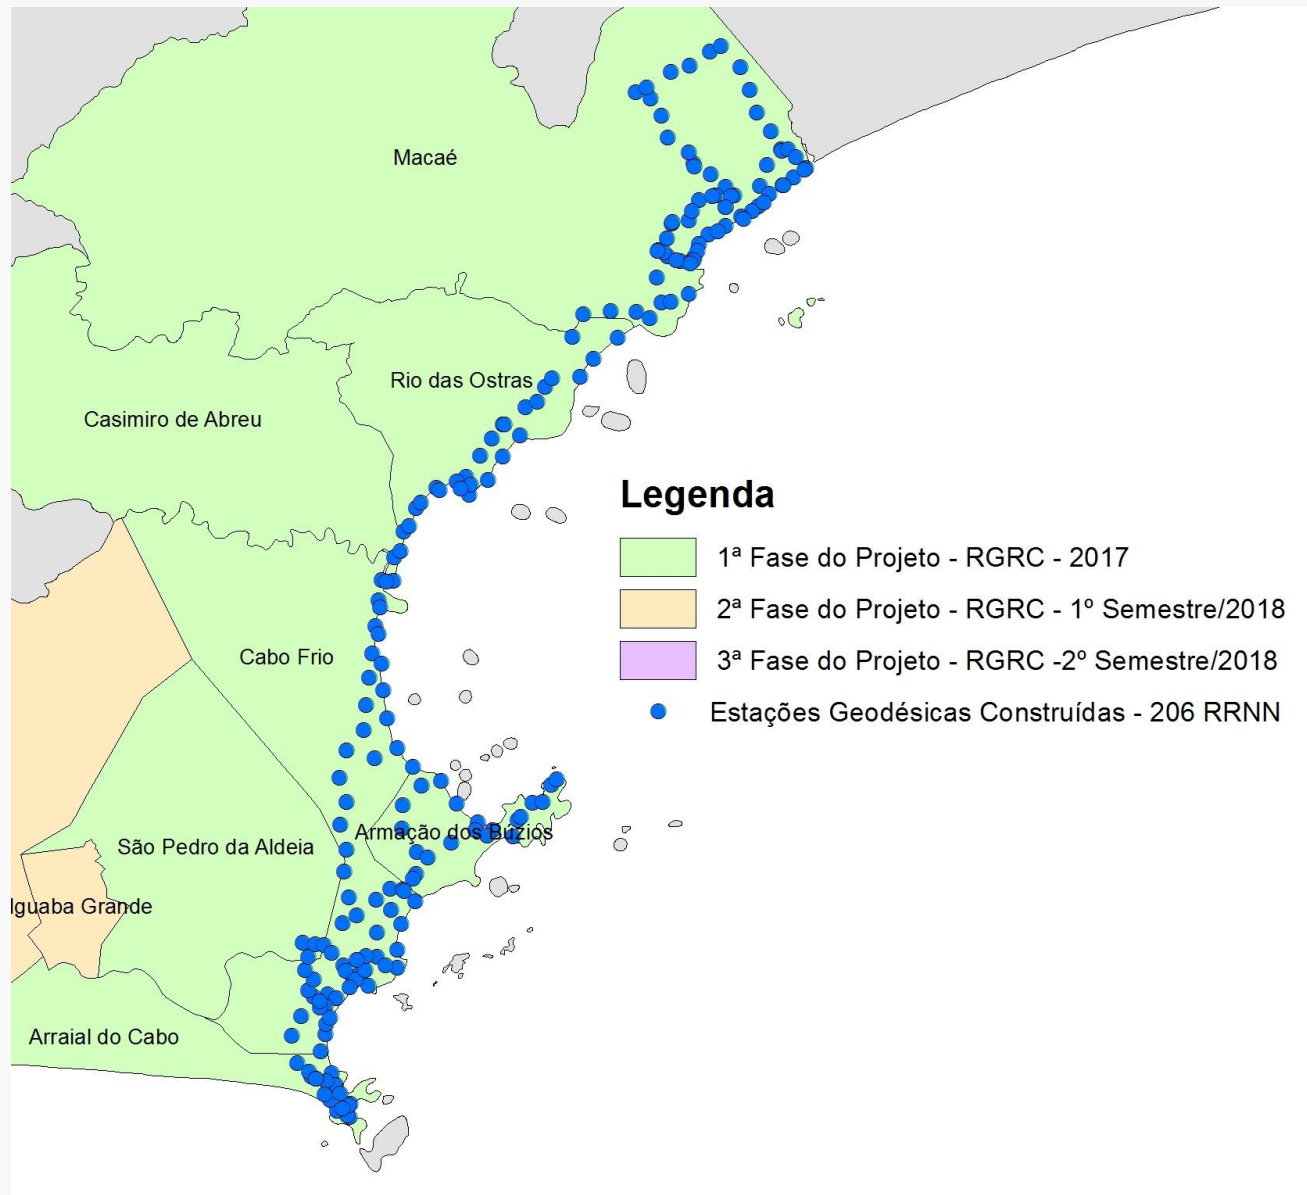 Macaé
Rio das Ostras
Casimiro de Abreu
Legenda
1ª Fase do Projeto - RGRC - 2017
2ª Fase do Projeto - RGRC - 1º Semestre/2018
3ª Fase do Projeto - RGRC -2º Semestre/2018
Estações Geodésicas Construídas - 206 RRNN
Cabo Frio
Armação dos Búzios
São Pedro da Aldeia
Iguaba Grande
Arraial do Cabo